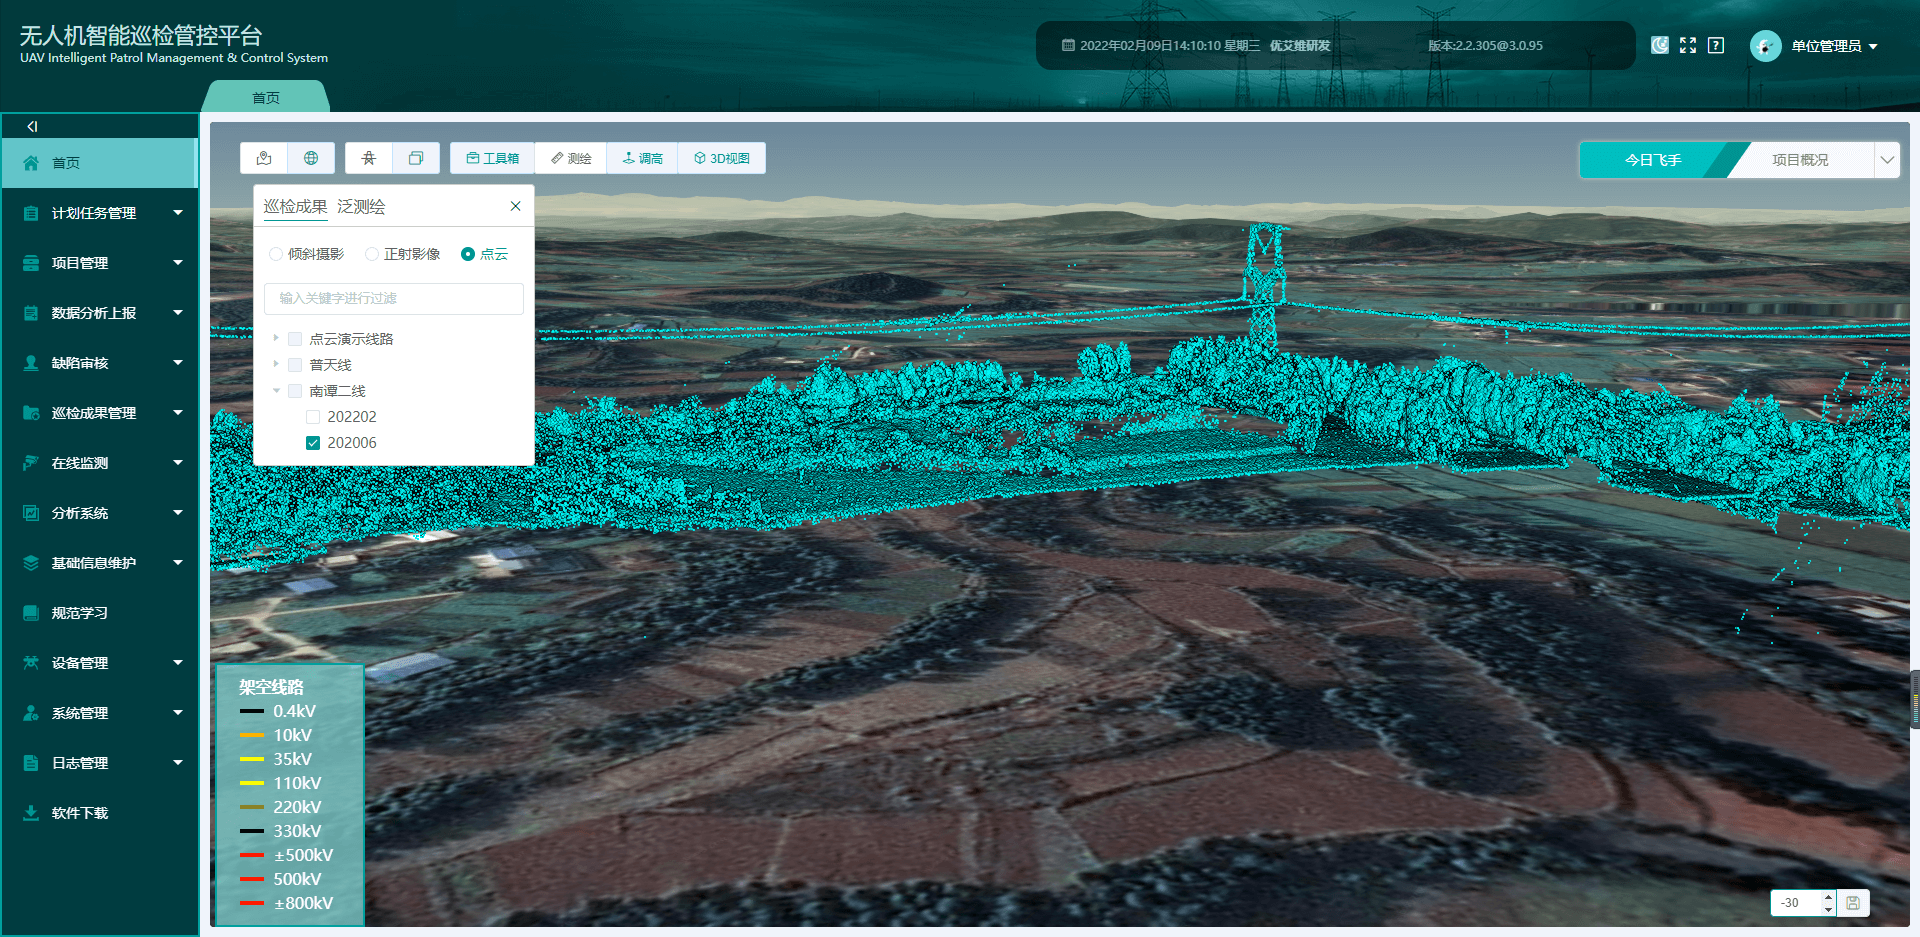 无人机智能巡检管控平台
UAV Intelligent Patrol Management & Control System
2022年02月09日14:10:10 星期三 优艾维研发 版本:2.2.305@3.0.95
单位管理员
首页
首页
计划任务管理
项目管理
数据分析上报
缺陷审核
巡检成果管理
在线监测
分析系统
基础信息维护
规范学习
设备管理
系统管理
日志管理
软件下载
工具箱 测绘 调高 3D视图
今日飞手 项目概况
巡检成果 泛测绘
倾斜摄影 正射影像 点云
输入关键字进行过滤
点云演示线路
普天线
南谭二线
202202
202006
架空线路
0.4kV
10kV
35kV
110kV
220kV
330kV
±500kV
500kV
±800kV
-30